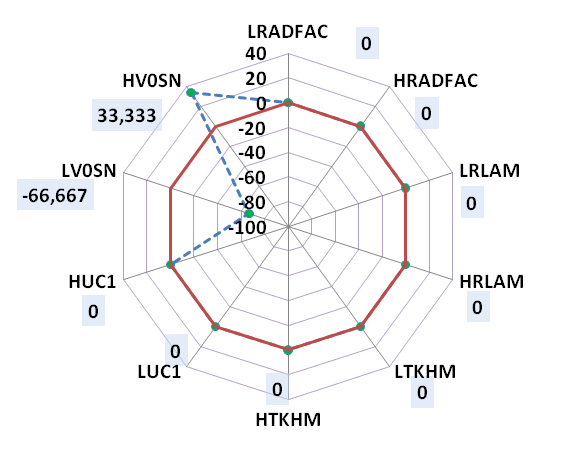 LRADFAC
40
0
HV0SN
20
HRADFAC
33,333
0
0
-20
LV0SN
-40
LRLAM
-66,667
-60
0
-80
-100
HUC1
HRLAM
0
0
0
LUC1
LTKHM
0
0
HTKHM